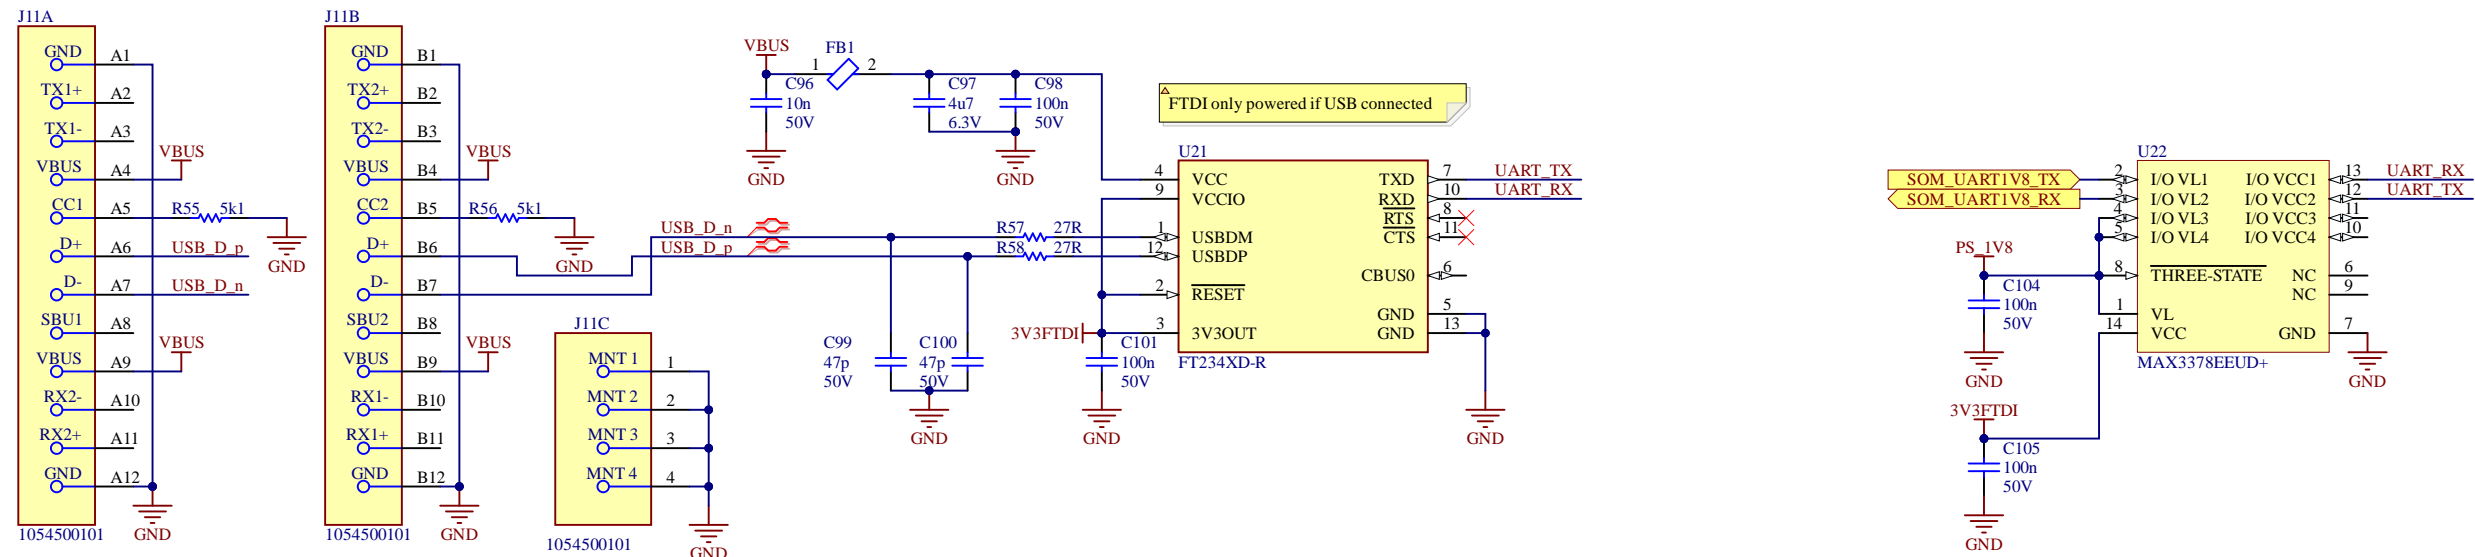 J11A
GND A1
TX1+ A2
TX1- A3
VBUS A4
VBUS
CC1 A5
R55 5k1
GND
D+ A6 USB_D_p
D- A7 USB_D_n
SBU1 A8
VBUS A9
VBUS
RX2- A10
RX2+ A11
GND A12
GND
1054500101
J11B
GND B1
TX2+ B2
TX2- B3
VBUS B4
VBUS
CC2 B5
R56 5k1
GND
D+ B6
D- B7
SBU2 B8
VBUS B9
VBUS
RX1- B10
RX1+ B11
GND B12
GND
1054500101
J11C
MNT 1 1
MNT 2 2
MNT 3 3
MNT 4 4
GND
1054500101
VBUS
FB1
1 2
C96
10n
50V
GND
C97
4u7
6.3V
C98
100n
50V
GND
FTDI only powered if USB connected
USB_D_n
USB_D_p
R57 27R
R58 27R
C99
47p
50V
C100
47p
50V
GND
3V3FTDI
C101
100n
50V
GND
U21
4 VCC
9 VCCIO
1 USBDM
12 USBDP
2 RESET
3 3V3OUT
TXD 7 UART_TX
RXD 10 UART_RX
RTS 8
CTS 11
CBUS0 6
GND 5
GND 13
FT234XD-R
GND
U22
SOM_UART1V8_TX 2 I/O VL1
SOM_UART1V8_RX 3 I/O VL2
4 I/O VL3
5 I/O VL4
8 THREE-STATE
1 VL
14 VCC
I/O VCC1 13 UART_RX
I/O VCC2 12 UART_TX
I/O VCC3 11
I/O VCC4 10
NC 6
NC 9
GND 7
GND
MAX3378EEUD+
PS_1V8
C104
100n
50V
GND
3V3FTDI
C105
100n
50V
GND